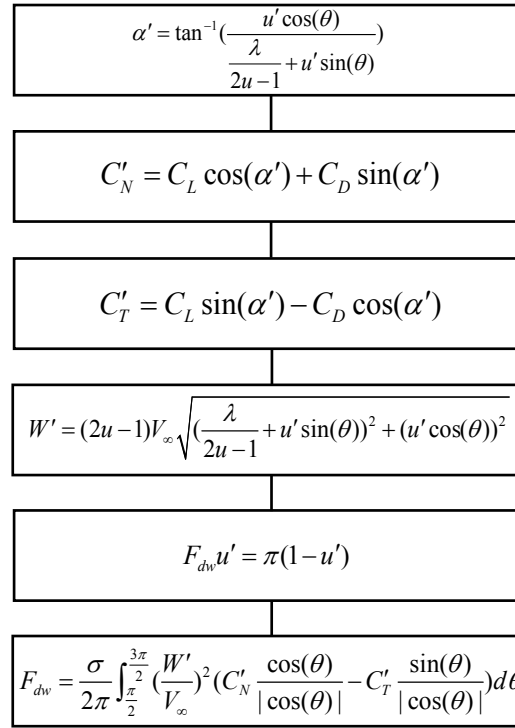 α′ = tan⁻¹(u′cos(θ) / (λ/(2u−1) + u′sin(θ)))
C′_N = C_L cos(α′) + C_D sin(α′)
C′_T = C_L sin(α′) − C_D cos(α′)
W′ = (2u−1)V_∞ √((λ/(2u−1) + u′sin(θ))² + (u′cos(θ))²)
F_dw u′ = π(1−u′)
F_dw = σ/2π ∫_{π/2}^{3π/2} (W′/V_∞)² (C′_N cos(θ)/|cos(θ)| − C′_T sin(θ)/|cos(θ)|)dθ